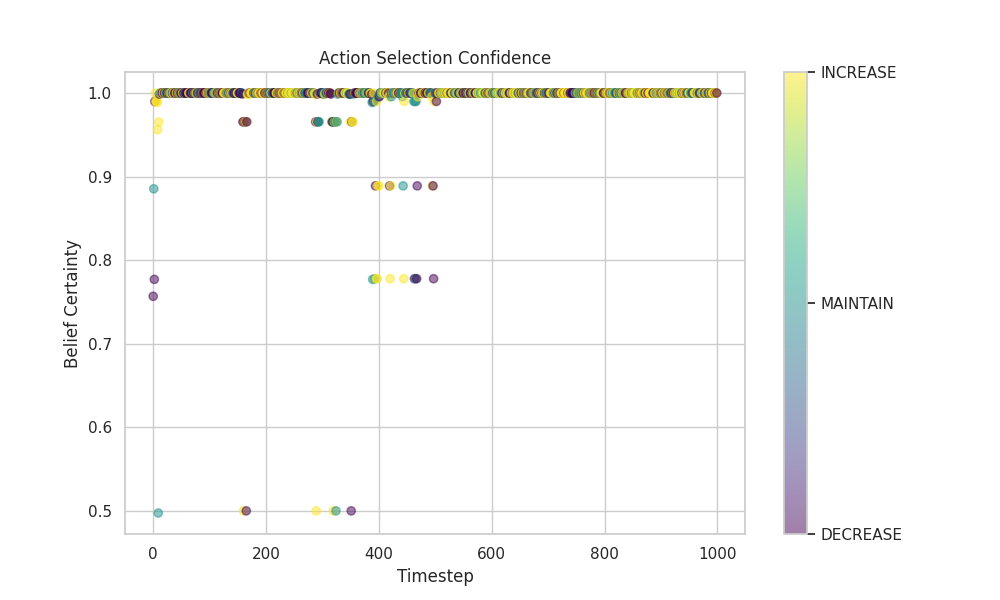 Action Selection Confidence
INCREASE
MAINTAIN
DECREASE
Belief Certainty
1.0
0.9
0.8
0.7
0.6
0.5
0
200
400
600
800
1000
Timestep